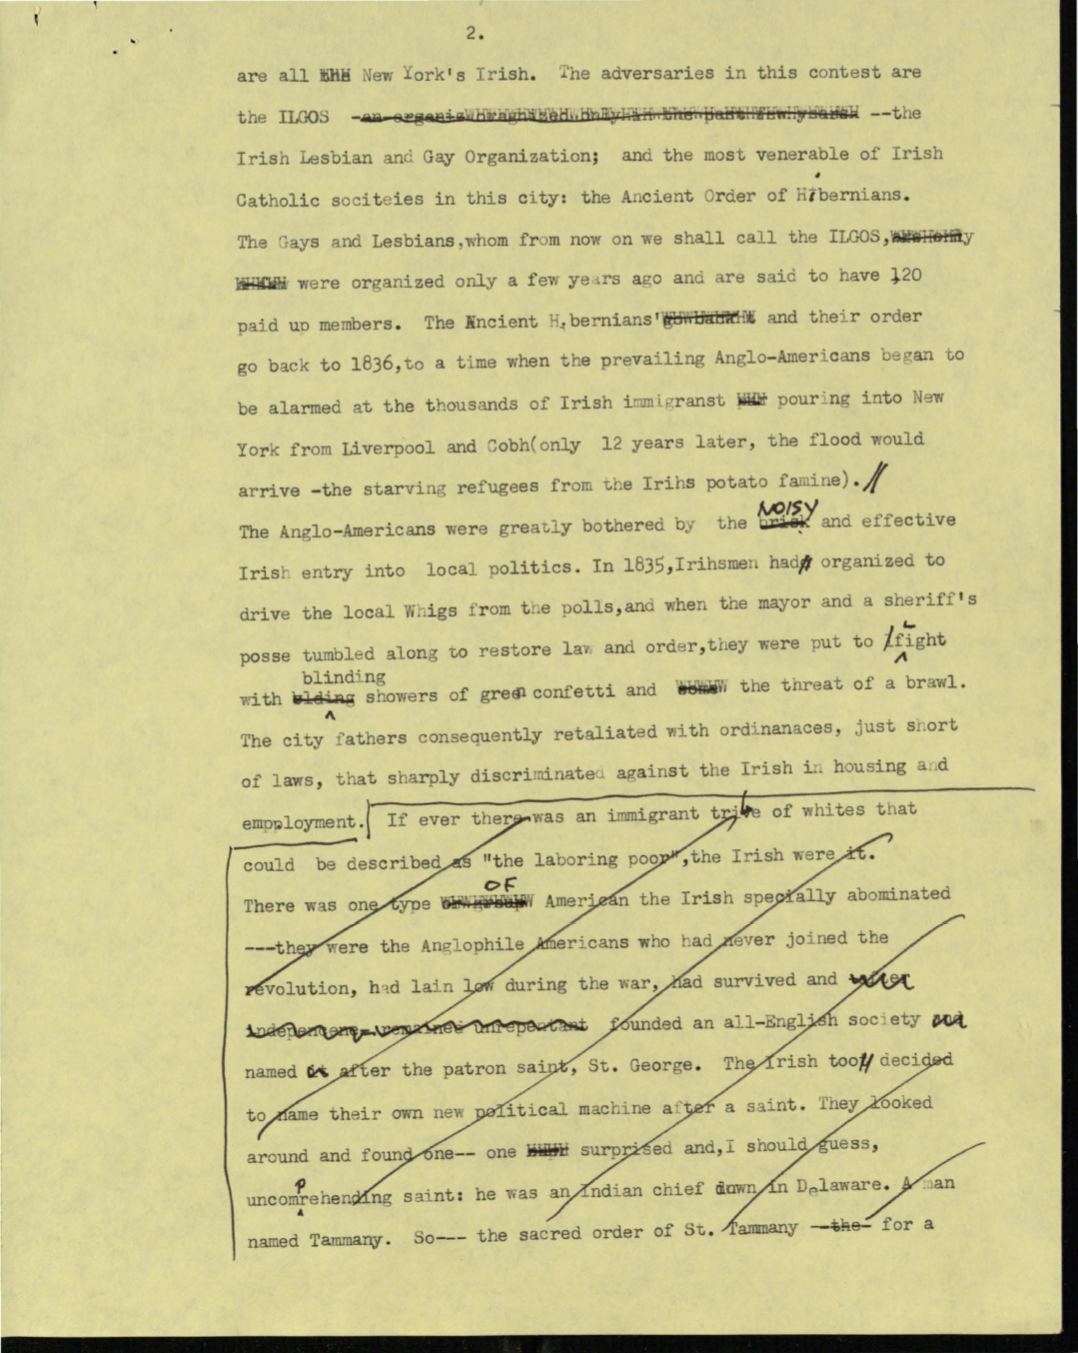 2.
are all New York's Irish. The adversaries in this contest are
the ILGOS --the
Irish Lesbian and Gay Organization; and the most venerable of Irish
Catholic sociteies in this city: the Ancient Order of Hibernians.
The Gays and Lesbians,whom from now on we shall call the ILGOS,
were organized only a few years ago and are said to have 120
paid up members. The Ancient Hibernians' and their order
go back to 1836,to a time when the prevailing Anglo-Americans began to
be alarmed at the thousands of Irish immigranst pouring into New
York from Liverpool and Cobh(only 12 years later, the flood would
arrive -the starving refugees from the Irihs potato famine). //
NOISY
The Anglo-Americans were greatly bothered by the brisk and effective
Irish entry into local politics. In 1835,Irihsmen had organized to
drive the local Whigs from the polls,and when the mayor and a sheriff's
posse tumbled along to restore law and order,they were put to flight
blinding
with blding showers of green confetti and the threat of a brawl.
The city fathers consequently retaliated with ordinanaces, just short
of laws, that sharply discriminated against the Irish in housing and
empployment. If ever there was an immigrant tribe of whites that
could be described as "the laboring poor",the Irish were it.
OF
There was one type American the Irish specially abominated
---they were the Anglophile Americans who had never joined the
revolution, had lain low during the war, had survived and after
independence remained unrepentant founded an all-English society and
named it after the patron saint, St. George. The Irish too decided
to name their own new political machine after a saint. They looked
around and found one-- one surprised and,I should guess,
uncomprehending saint: he was an Indian chief down in Delaware. A man
named Tammany. So--- the sacred order of St. Tammany --the- for a